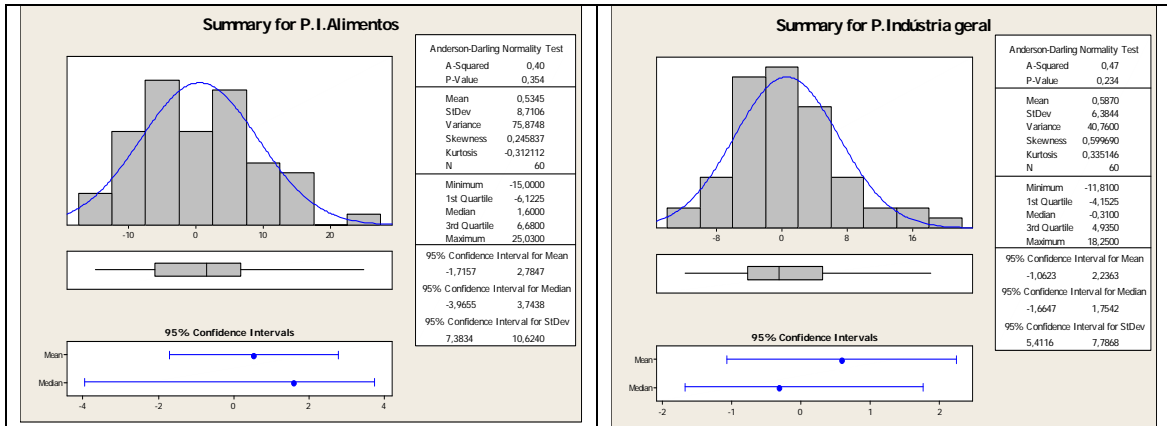 Summary for P.I.Alimentos
Anderson-Darling Normality Test
A-Squared 0,40
P-Value 0,354
Mean 0,5345
StDev 8,7106
Variance 75,8748
Skewness 0,245837
Kurtosis -0,312112
N 60
Minimum -15,0000
1st Quartile -6,1225
Median 1,6000
3rd Quartile 6,6800
Maximum 25,0300
95% Confidence Interval for Mean
-1,7157 2,7847
95% Confidence Interval for Median
-3,9655 3,7438
95% Confidence Interval for StDev
7,3834 10,6240
-10 0 10 20
95% Confidence Intervals
Mean
Median
-4 -2 0 2 4
Summary for P.Indústria geral
Anderson-Darling Normality Test
A-Squared 0,47
P-Value 0,234
Mean 0,5870
StDev 6,3844
Variance 40,7600
Skewness 0,599690
Kurtosis 0,335146
N 60
Minimum -11,8100
1st Quartile -4,1525
Median -0,3100
3rd Quartile 4,9350
Maximum 18,2500
95% Confidence Interval for Mean
-1,0623 2,2363
95% Confidence Interval for Median
-1,6647 1,7542
95% Confidence Interval for StDev
5,4116 7,7868
-8 0 8 16
95% Confidence Intervals
Mean
Median
-2 -1 0 1 2